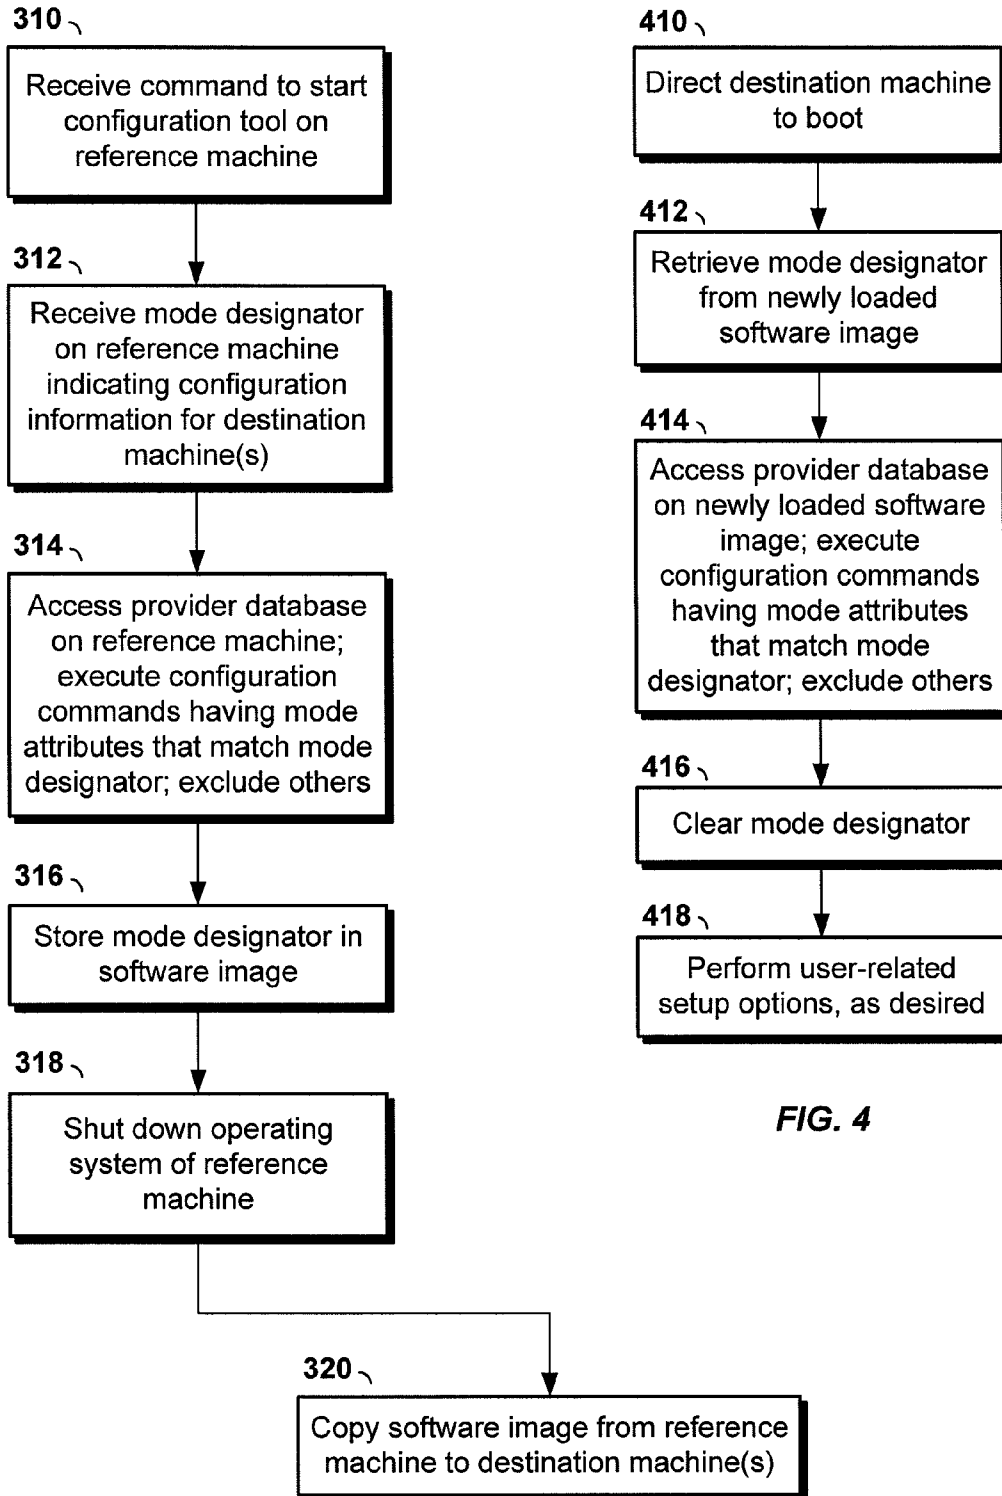 310
Receive command to start
configuration tool on
reference machine
312
Receive mode designator
on reference machine
indicating configuration
information for destination
machine(s)
314
Access provider database
on reference machine;
execute configuration
commands having mode
attributes that match mode
designator; exclude others
316
Store mode designator in
software image
318
Shut down operating
system of reference
machine
320
Copy software image from reference
machine to destination machine(s)
410
Direct destination machine
to boot
412
Retrieve mode designator
from newly loaded
software image
414
Access provider database
on newly loaded software
image; execute
configuration commands
having mode attributes
that match mode
designator; exclude others
416
Clear mode designator
418
Perform user-related
setup options, as desired
FIG. 4